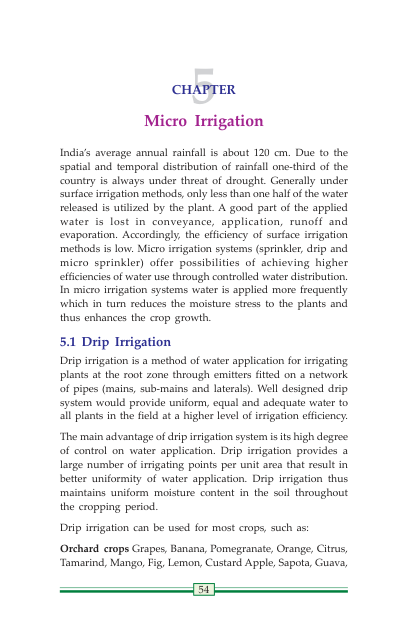 5
CHAPTER
Micro Irrigation
India's average annual rainfall is about 120 cm. Due to the
spatial and temporal distribution of rainfall one-third of the
country is always under threat of drought. Generally under
surface irrigation methods, only less than one half of the water
released is utilized by the plant. A good part of the applied
water is lost in conveyance, application, runoff and
evaporation. Accordingly, the efficiency of surface irrigation
methods is low. Micro irrigation systems (sprinkler, drip and
micro sprinkler) offer possibilities of achieving higher
efficiencies of water use through controlled water distribution.
In micro irrigation systems water is applied more frequently
which in turn reduces the moisture stress to the plants and
thus enhances the crop growth.
5.1 Drip Irrigation
Drip irrigation is a method of water application for irrigating
plants at the root zone through emitters fitted on a network
of pipes (mains, sub-mains and laterals). Well designed drip
system would provide uniform, equal and adequate water to
all plants in the field at a higher level of irrigation efficiency.
The main advantage of drip irrigation system is its high degree
of control on water application. Drip irrigation provides a
large number of irrigating points per unit area that result in
better uniformity of water application. Drip irrigation thus
maintains uniform moisture content in the soil throughout
the cropping period.
Drip irrigation can be used for most crops, such as:
Orchard crops Grapes, Banana, Pomegranate, Orange, Citrus,
Tamarind, Mango, Fig, Lemon, Custard Apple, Sapota, Guava,
54